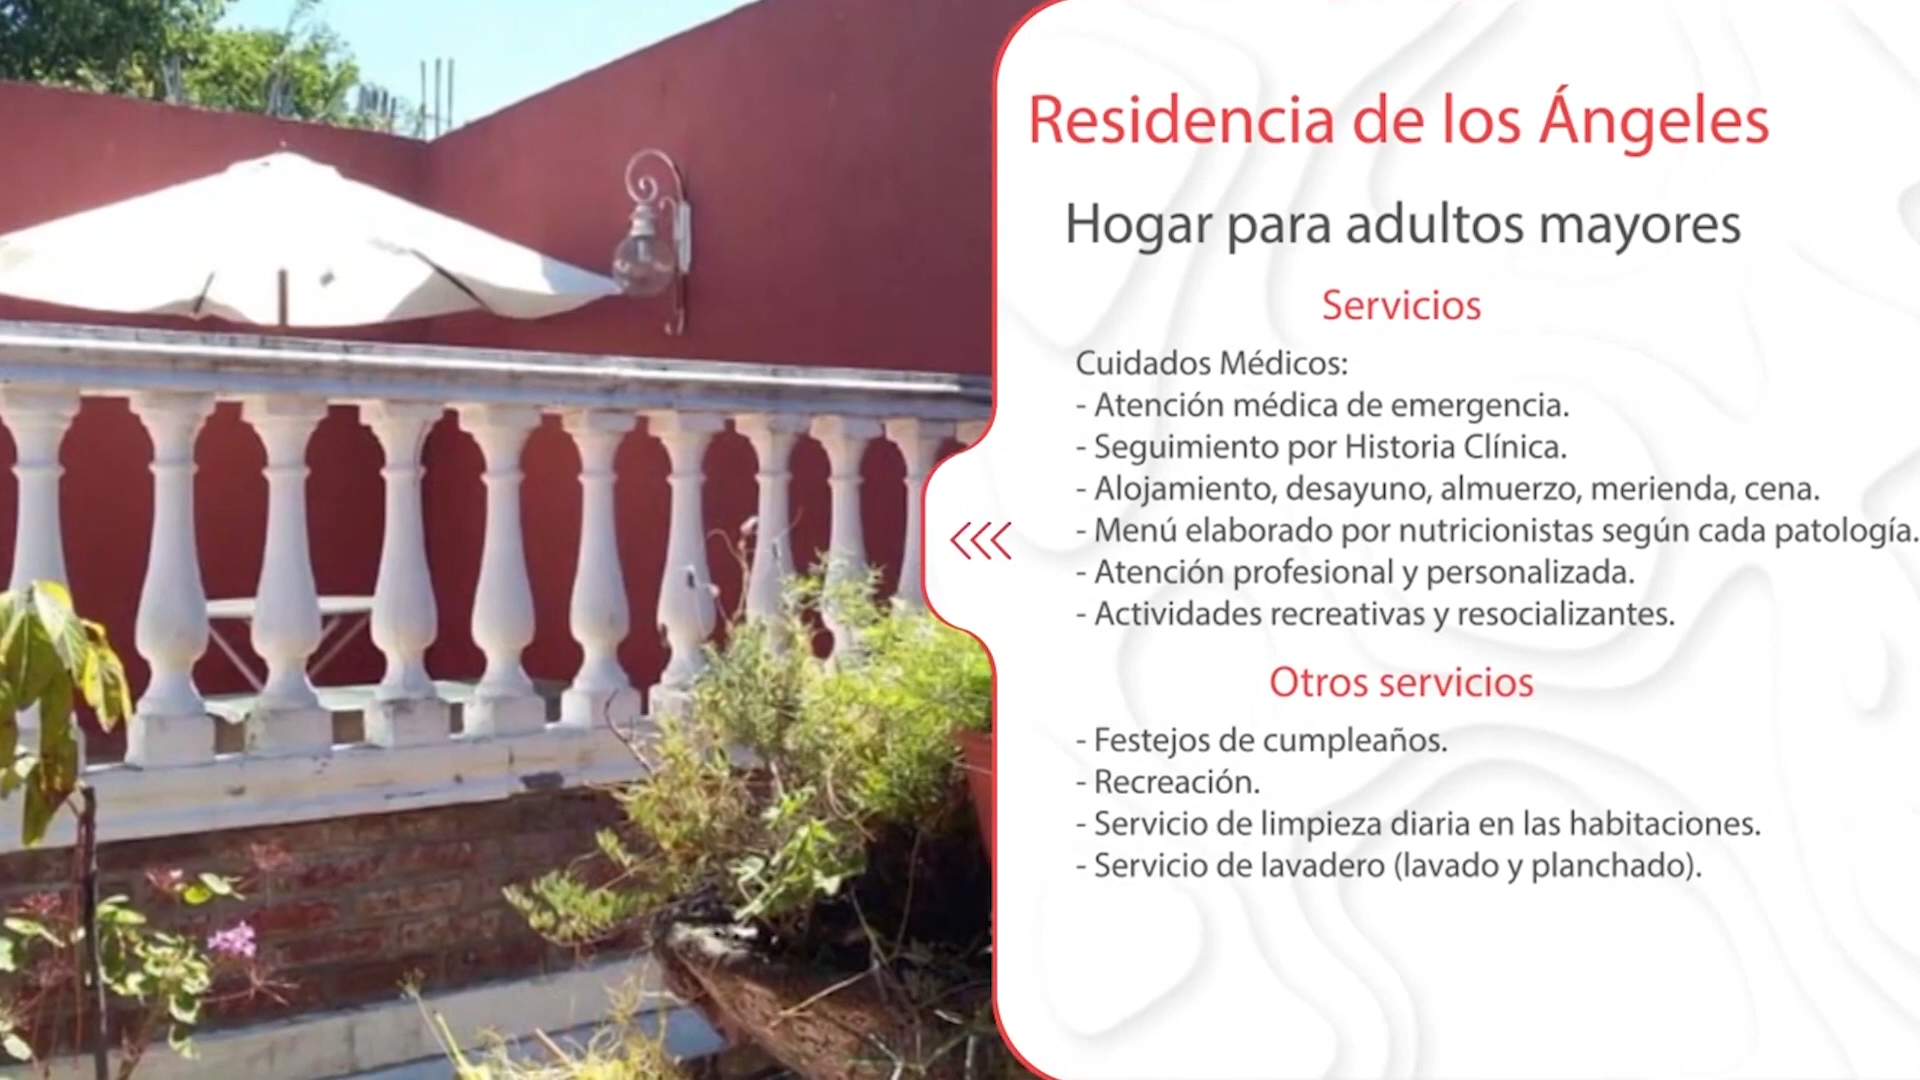 Residencia de los Ángeles
Hogar para adultos mayores
Servicios
Cuidados Médicos:
- Atención médica de emergencia.
- Seguimiento por Historia Clínica.
- Alojamiento, desayuno, almuerzo, merienda, cena.
- Menú elaborado por nutricionistas según cada patología.
- Atención profesional y personalizada.
- Actividades recreativas y resocializantes.
Otros servicios
- Festejos de cumpleaños.
- Recreación.
- Servicio de limpieza diaria en las habitaciones.
- Servicio de lavadero (lavado y planchado).